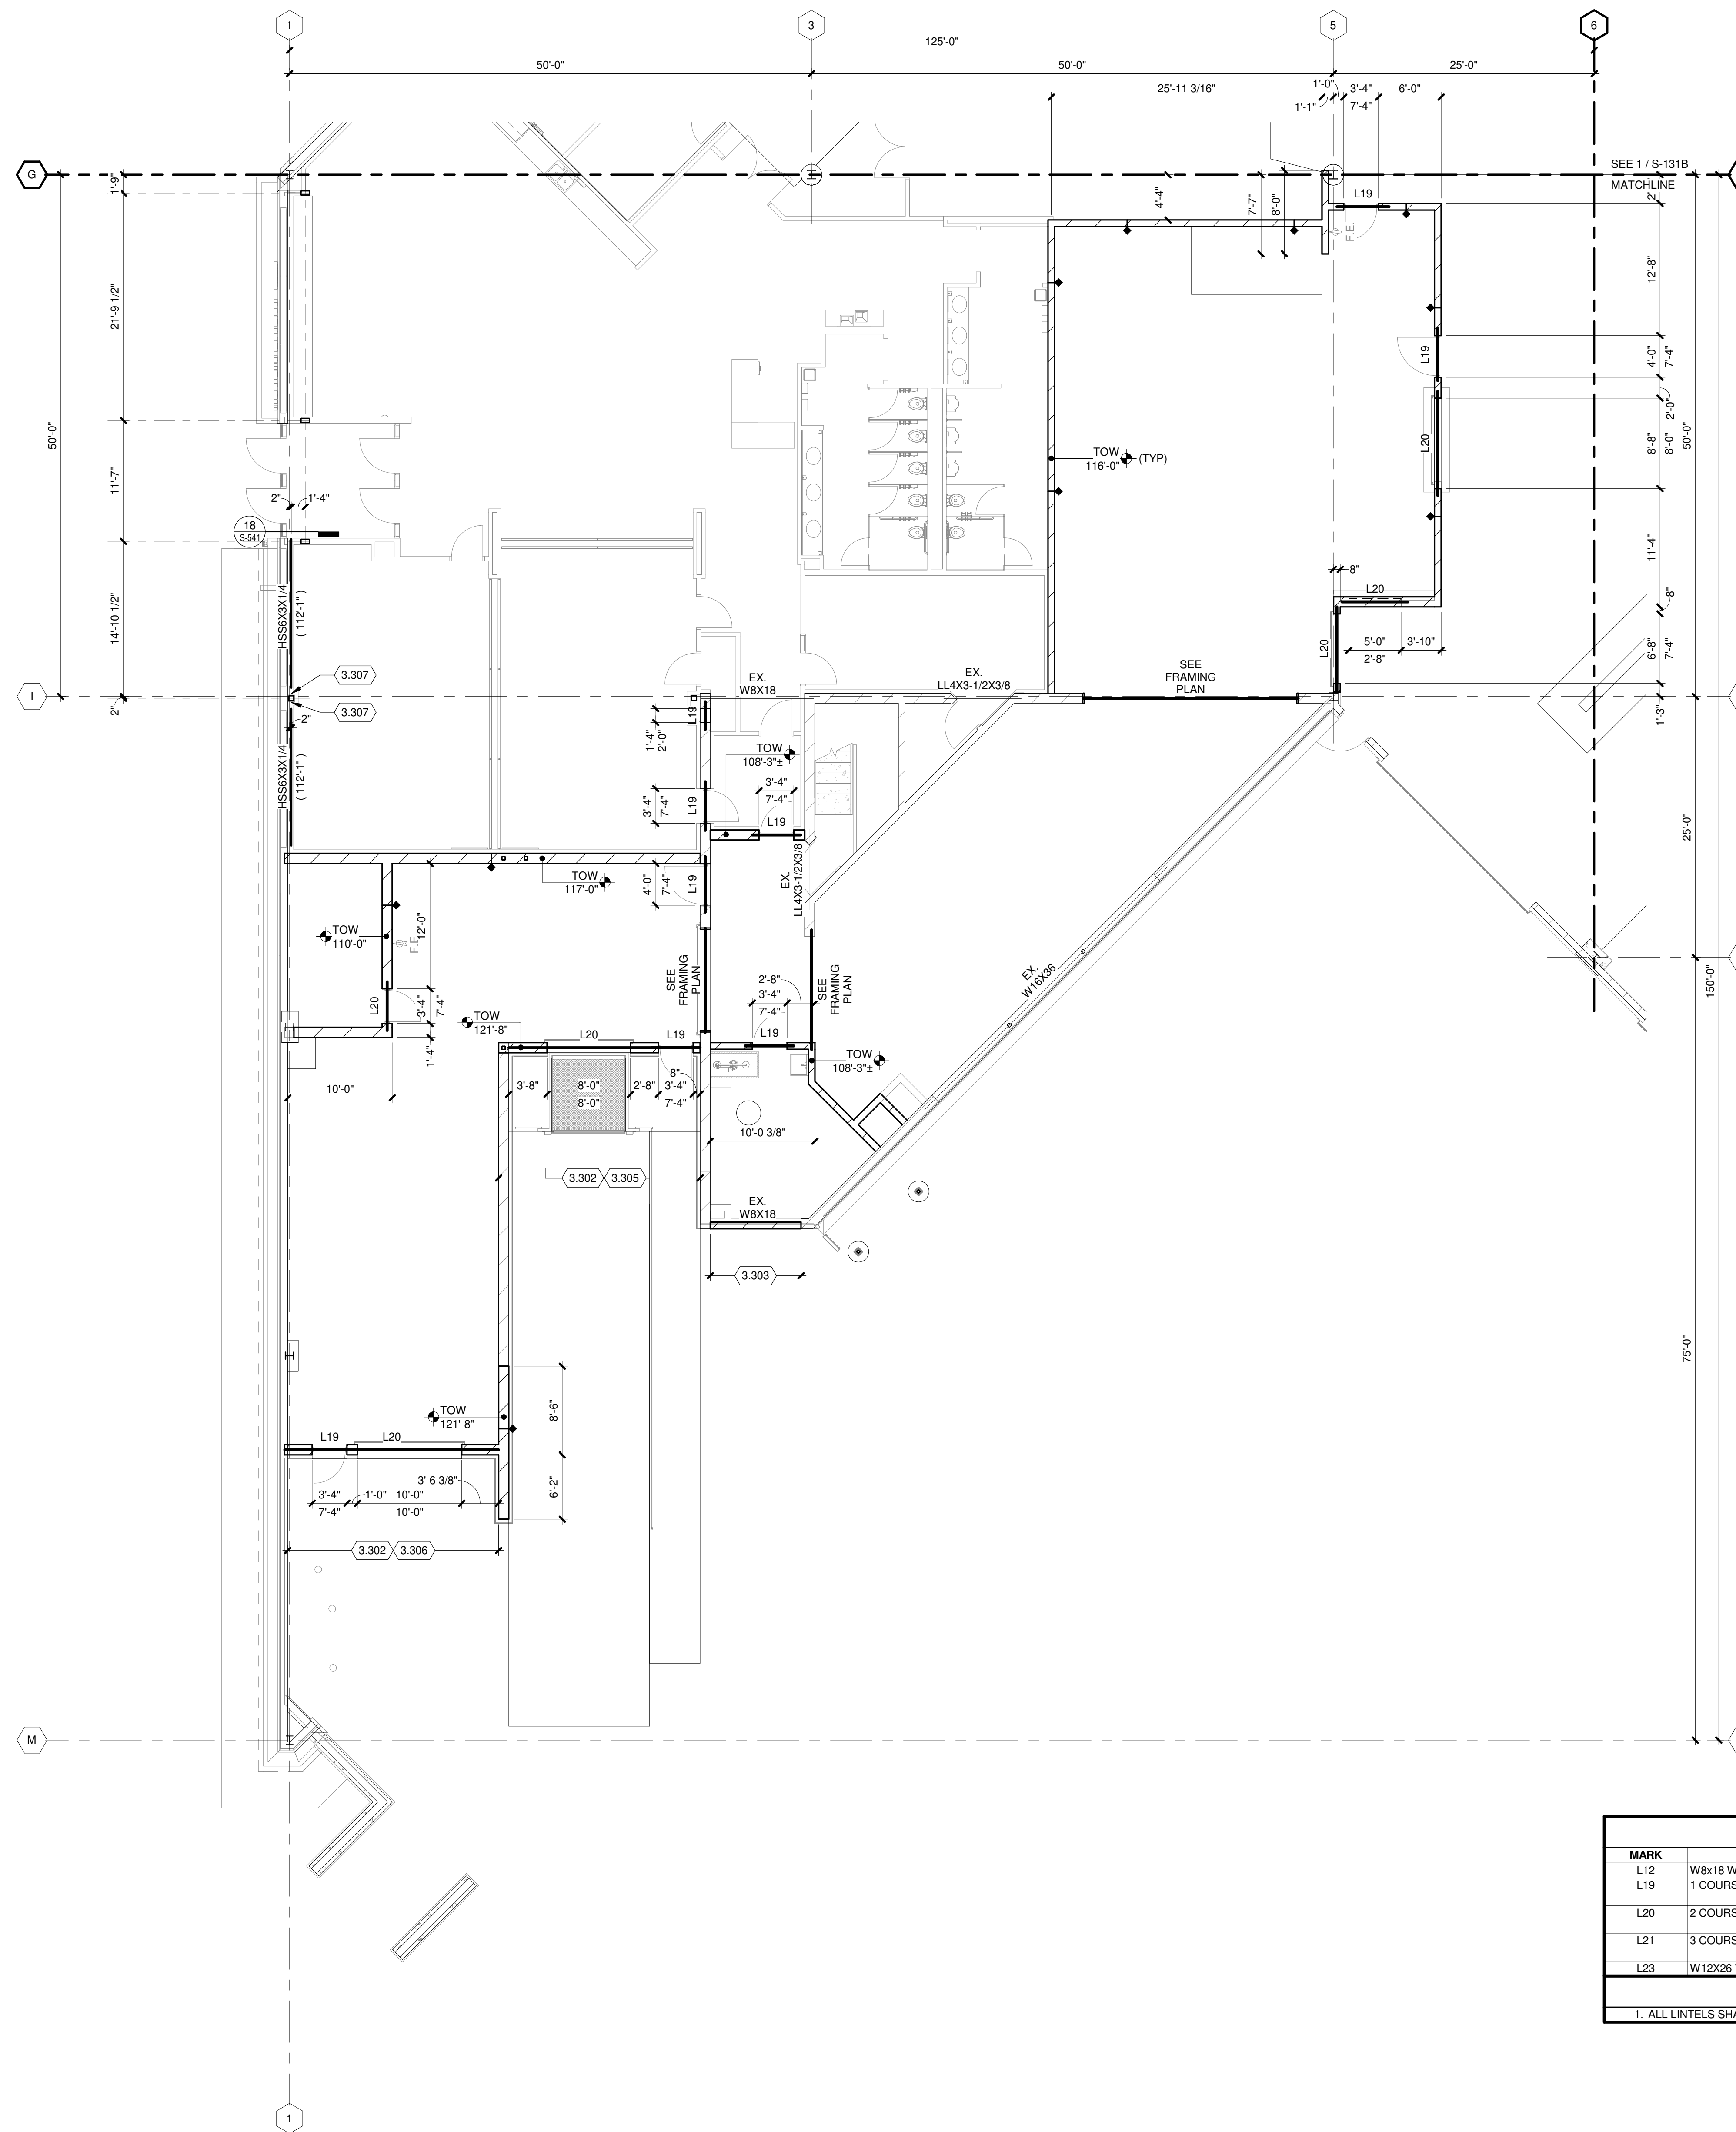 1
3
5
6
125'-0"
50'-0"
50'-0"
25'-0"
25'-11 3/16"
1'-1"
1'-0"
3'-4"
7'-4"
6'-0"
G
SEE 1 / S-131B
MATCHLINE
1'-9"
21'-9 1/2"
50'-0"
11'-7"
14'-10 1/2"
2"
4'-4"
7'-7"
8'-0"
L19
F.E.
2'
12'-8"
4'-0"
7'-4"
2'-0"
8'-8"
8'-0"
50'-0"
11'-4"
8"
6'-8"
7'-4"
1'-3"
L19
L20
TOW
116'-0"
(TYP)
2"
1'-4"
18
S-541
HSS6X3X1/4
( 112'-1" )
3.307
3.307
2"
HSS6X3X1/4
( 112'-1" )
8"
L20
L20
5'-0"
2'-8"
3'-10"
I
SEE
FRAMING
PLAN
EX.
W8X18
EX.
LL4X3-1/2X3/8
L19
1'-4"
2'-0"
TOW
108'-3"±
3'-4"
7'-4"
L19
3'-4"
7'-4"
L19
EX.
LL4X3-1/2X3/8
TOW
117'-0"
4'-0"
7'-4"
L19
TOW
110'-0"
F.E.
12'-0"
L20
3'-4"
7'-4"
1'-4"
10'-0"
SEE
FRAMING
PLAN
SEE
FRAMING
PLAN
2'-8"
3'-4"
7'-4"
L19
EX.
W16X36
TOW
121'-8"
L20
L19
TOW
108'-3"±
3'-8"
8'-0"
8'-0"
2'-8"
8"
3'-4"
7'-4"
10'-0 3/8"
3.302
3.305
EX.
W8X18
3.303
25'-0"
150'-0"
75'-0"
TOW
121'-8"
8'-6"
6'-2"
L19
L20
3'-6 3/8"
3'-4"
7'-4"
1'-0"
10'-0"
10'-0"
3.302
3.306
M
MARK
L12 W8x18 W
L19 1 COURS
L20 2 COURS
L21 3 COURS
L23 W12X26
1. ALL LINTELS SHA
1